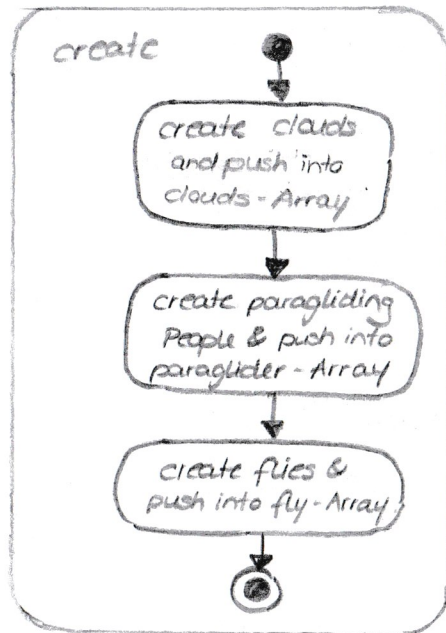 create
create clouds
and push into
clouds - Array
create paragliding
People & push into
paraglider - Array
create flies &
push into fly - Array